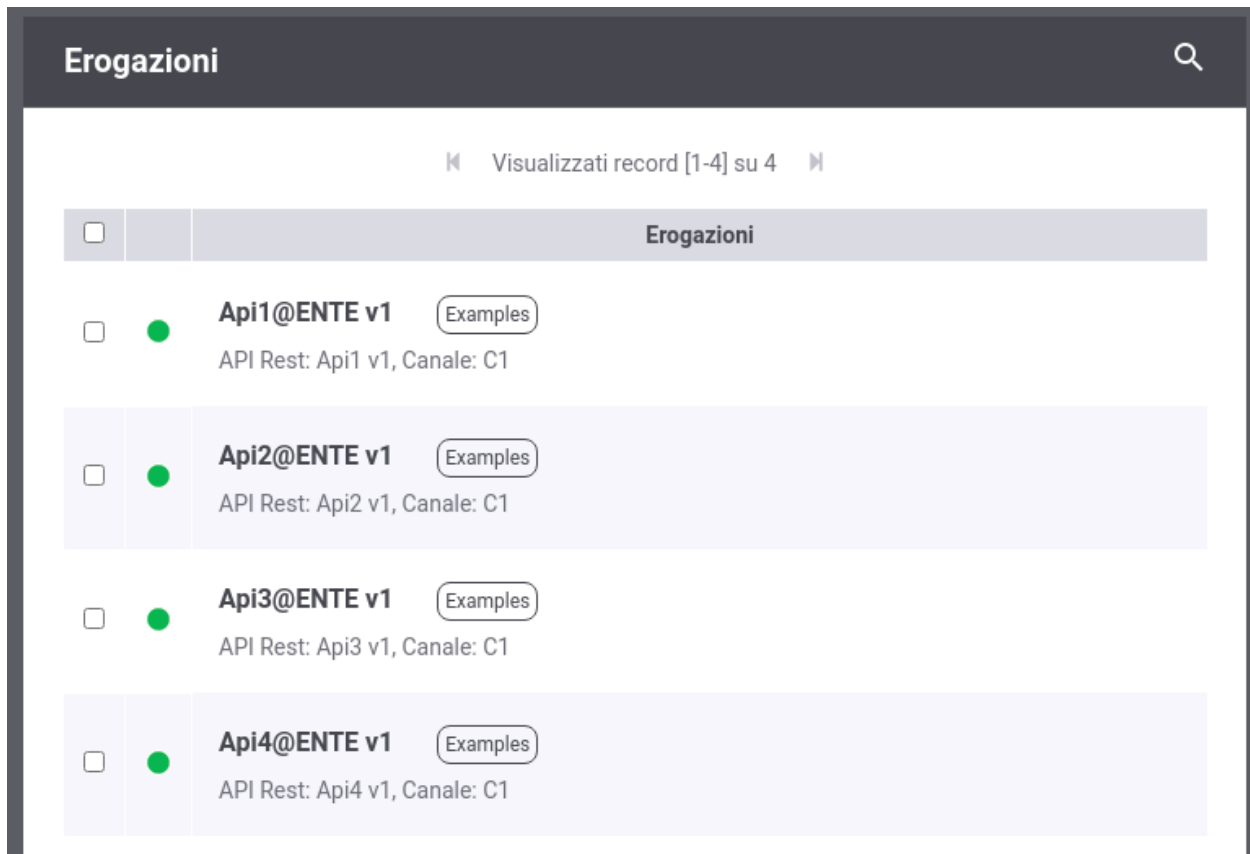 Erogazioni
Visualizzati record [1-4] su 4
Erogazioni
Api1@ENTE v1 Examples
API Rest: Api1 v1, Canale: C1
Api2@ENTE v1 Examples
API Rest: Api2 v1, Canale: C1
Api3@ENTE v1 Examples
API Rest: Api3 v1, Canale: C1
Api4@ENTE v1 Examples
API Rest: Api4 v1, Canale: C1